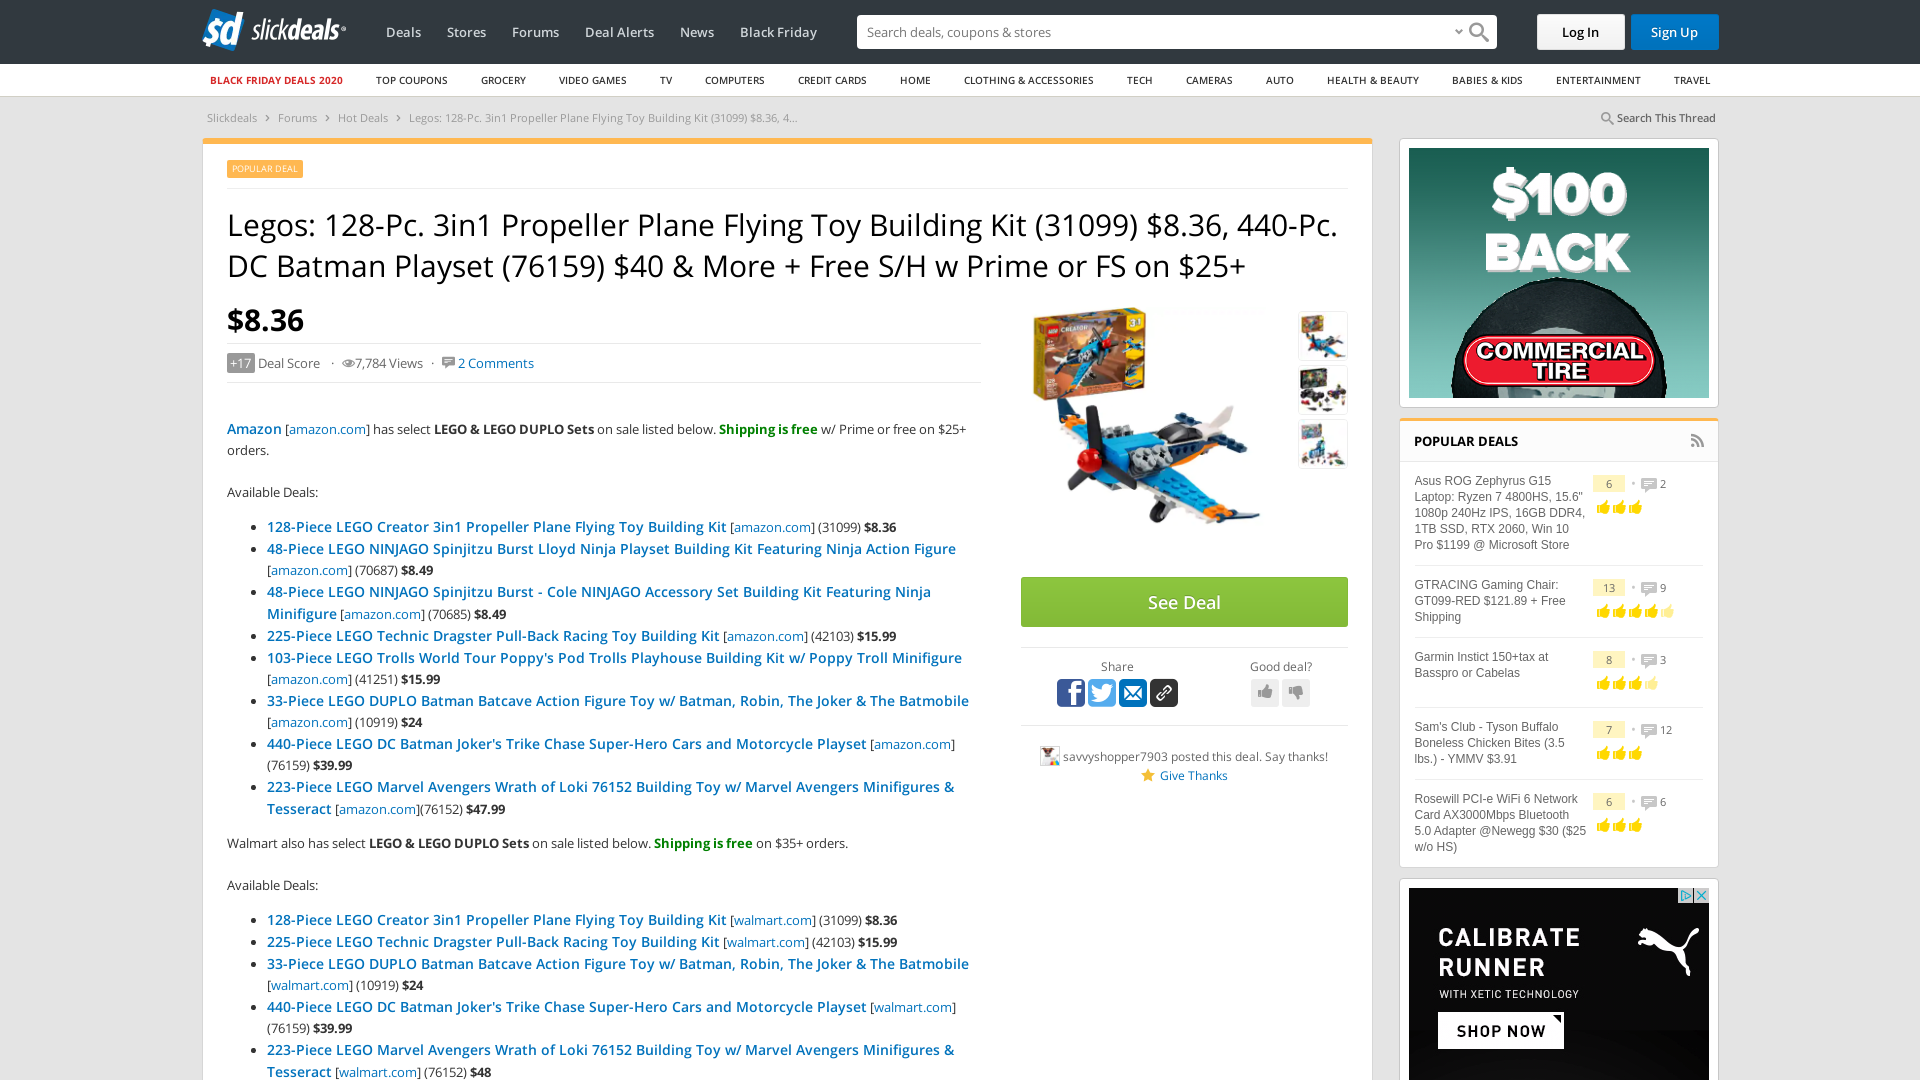 slickdeals
Deals
Stores
Forums
Deal Alerts
News
Black Friday
Search deals, coupons & stores
Log In
Sign Up
BLACK FRIDAY DEALS 2020
TOP COUPONS
GROCERY
VIDEO GAMES
TV
COMPUTERS
CREDIT CARDS
HOME
CLOTHING & ACCESSORIES
TECH
CAMERAS
AUTO
HEALTH & BEAUTY
BABIES & KIDS
ENTERTAINMENT
TRAVEL
Slickdeals › Forums › Hot Deals › Legos: 128-Pc. 3in1 Propeller Plane Flying Toy Building Kit (31099) $8.36, 4...
Search This Thread
POPULAR DEAL
Legos: 128-Pc. 3in1 Propeller Plane Flying Toy Building Kit (31099) $8.36, 440-Pc.
DC Batman Playset (76159) $40 & More + Free S/H w Prime or FS on $25+
$8.36
+17 Deal Score · 7,784 Views · 2 Comments
Amazon [amazon.com] has select LEGO & LEGO DUPLO Sets on sale listed below. Shipping is free w/ Prime or free on $25+
orders.
Available Deals:
128-Piece LEGO Creator 3in1 Propeller Plane Flying Toy Building Kit [amazon.com] (31099) $8.36
48-Piece LEGO NINJAGO Spinjitzu Burst Lloyd Ninja Playset Building Kit Featuring Ninja Action Figure
[amazon.com] (70687) $8.49
48-Piece LEGO NINJAGO Spinjitzu Burst - Cole NINJAGO Accessory Set Building Kit Featuring Ninja
Minifigure [amazon.com] (70685) $8.49
225-Piece LEGO Technic Dragster Pull-Back Racing Toy Building Kit [amazon.com] (42103) $15.99
103-Piece LEGO Trolls World Tour Poppy's Pod Trolls Playhouse Building Kit w/ Poppy Troll Minifigure
[amazon.com] (41251) $15.99
33-Piece LEGO DUPLO Batman Batcave Action Figure Toy w/ Batman, Robin, The Joker & The Batmobile
[amazon.com] (10919) $24
440-Piece LEGO DC Batman Joker's Trike Chase Super-Hero Cars and Motorcycle Playset [amazon.com]
(76159) $39.99
223-Piece LEGO Marvel Avengers Wrath of Loki 76152 Building Toy w/ Marvel Avengers Minifigures &
Tesseract [amazon.com](76152) $47.99
Walmart also has select LEGO & LEGO DUPLO Sets on sale listed below. Shipping is free on $35+ orders.
Available Deals:
128-Piece LEGO Creator 3in1 Propeller Plane Flying Toy Building Kit [walmart.com] (31099) $8.36
225-Piece LEGO Technic Dragster Pull-Back Racing Toy Building Kit [walmart.com] (42103) $15.99
33-Piece LEGO DUPLO Batman Batcave Action Figure Toy w/ Batman, Robin, The Joker & The Batmobile
[walmart.com] (10919) $24
440-Piece LEGO DC Batman Joker's Trike Chase Super-Hero Cars and Motorcycle Playset [walmart.com]
(76159) $39.99
223-Piece LEGO Marvel Avengers Wrath of Loki 76152 Building Toy w/ Marvel Avengers Minifigures &
Tesseract [walmart.com] (76152) $48
See Deal
Share
Good deal?
savvyshopper7903 posted this deal. Say thanks!
Give Thanks
$100
BACK
COMMERCIAL
TIRE
POPULAR DEALS
Asus ROG Zephyrus G15
Laptop: Ryzen 7 4800HS, 15.6"
1080p 240Hz IPS, 16GB DDR4,
1TB SSD, RTX 2060, Win 10
Pro $1199 @ Microsoft Store
6 • 2
GTRACING Gaming Chair:
GT099-RED $121.89 + Free
Shipping
13 • 9
Garmin Instict 150+tax at
Basspro or Cabelas
8 • 3
Sam's Club - Tyson Buffalo
Boneless Chicken Bites (3.5
lbs.) - YMMV $3.91
7 • 12
Rosewill PCI-e WiFi 6 Network
Card AX3000Mbps Bluetooth
5.0 Adapter @Newegg $30 ($25
w/o HS)
6 • 6
CALIBRATE
RUNNER
WITH XETIC TECHNOLOGY
SHOP NOW